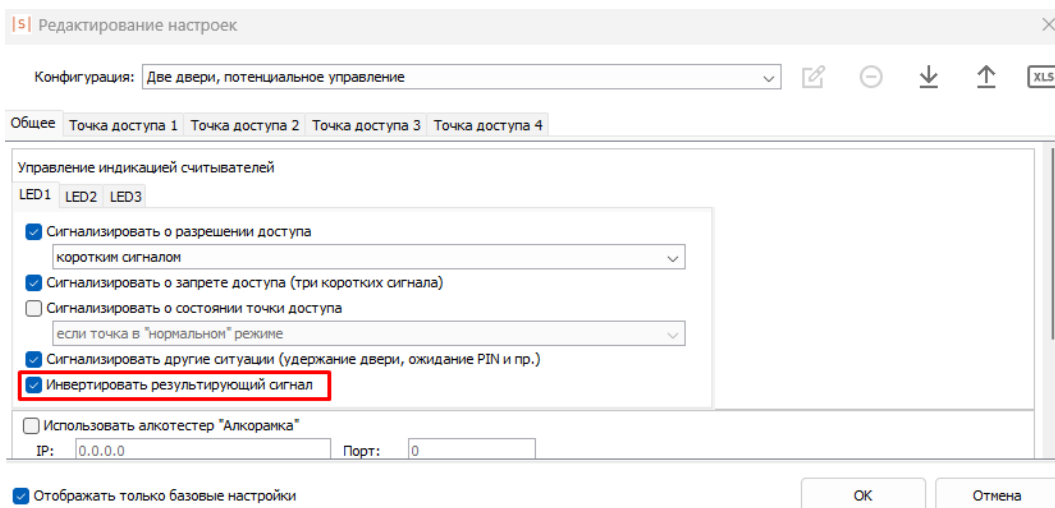 |S| Редактирование настроек
Конфигурация: Две двери, потенциальное управление XLS
Общее Точка доступа 1 Точка доступа 2 Точка доступа 3 Точка доступа 4
Управление индикацией считывателей
LED1 LED2 LED3
Сигнализировать о разрешении доступа
коротким сигналом
Сигнализировать о запрете доступа (три коротких сигнала)
Сигнализировать о состоянии точки доступа
если точка в "нормальном" режиме
Сигнализировать другие ситуации (удержание двери, ожидание PIN и пр.)
Инвертировать результирующий сигнал
Использовать алкотестер "Алкорамка"
IP: 0.0.0.0 Порт: 0
Отображать только базовые настройки OK Отмена